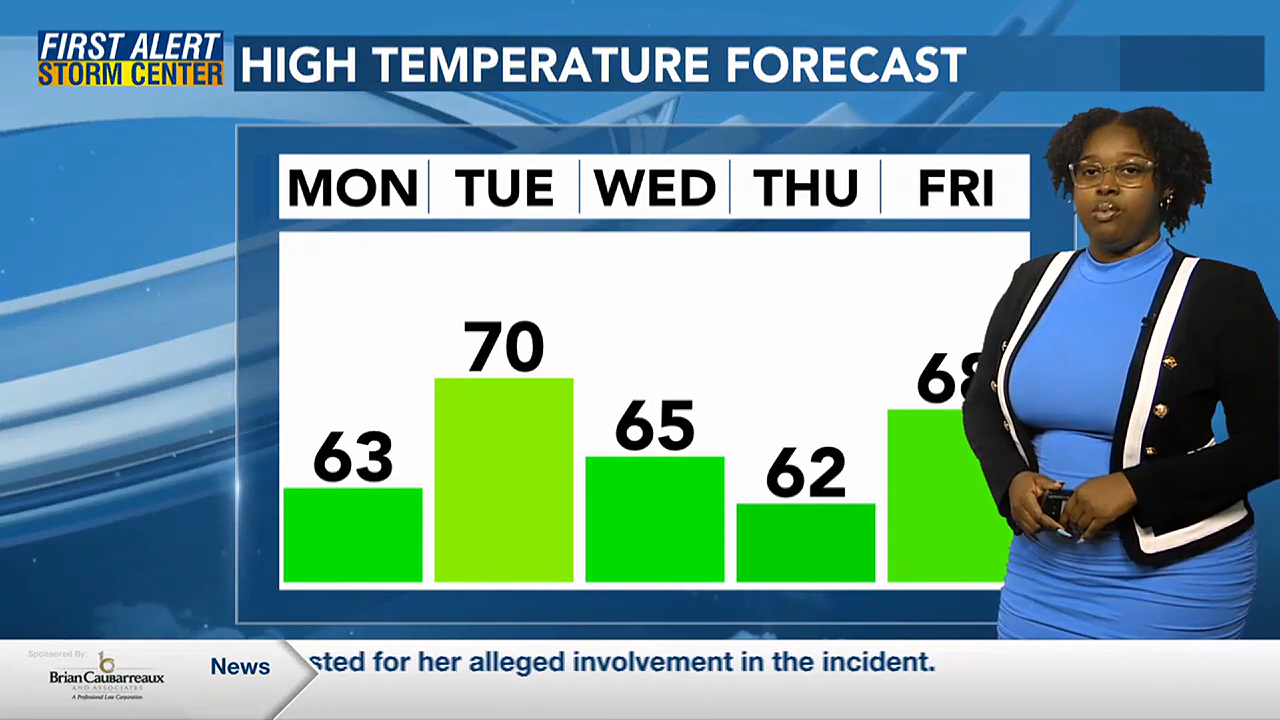 FIRST ALERT
STORM CENTER
HIGH TEMPERATURE FORECAST
MON TUE WED THU FRI
63 70 65 62 68
Sponsored By:
Brian Caubarreaux
AND ASSOCIATES
A Professional Law Corporation
News
sted for her alleged involvement in the incident.